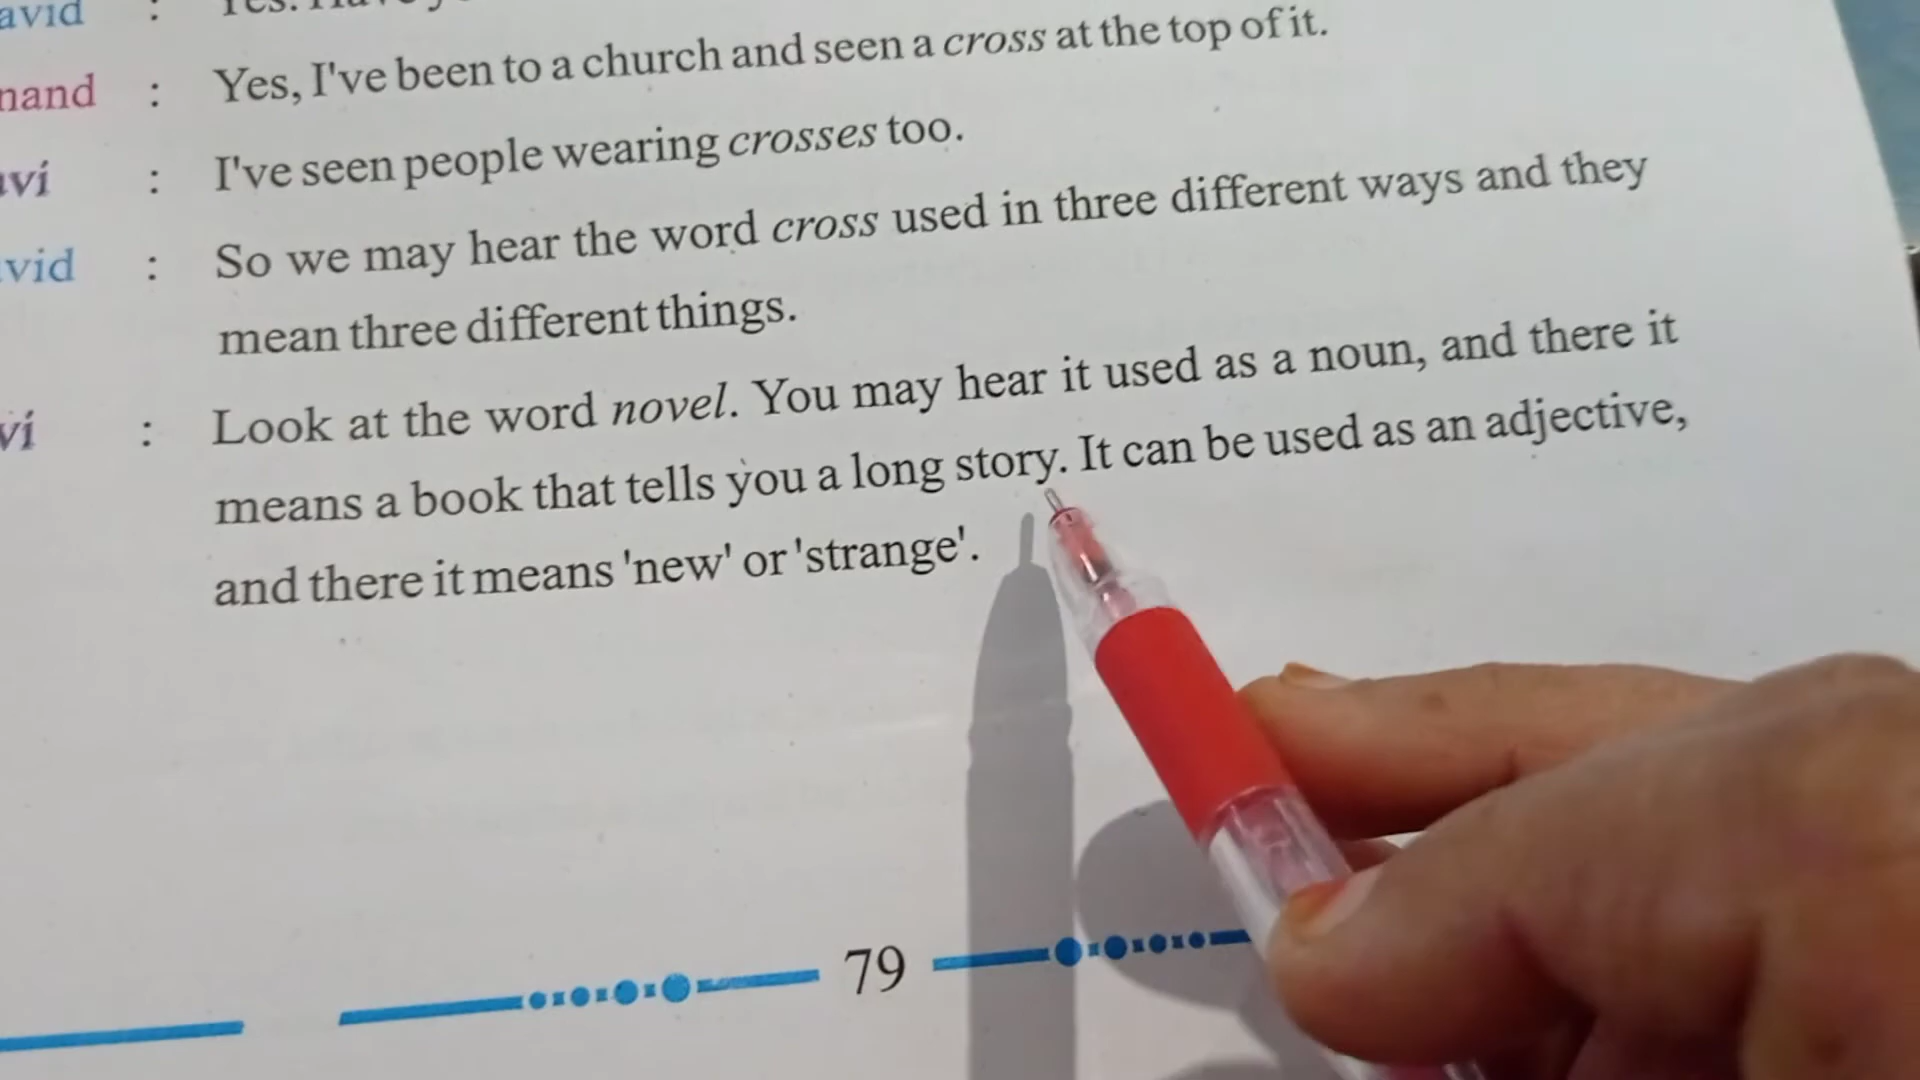 avid : Yes.
nand : Yes, I've been to a church and seen a cross at the top of it.
vi : I've seen people wearing crosses too.
vid : So we may hear the word cross used in three different ways and they
mean three different things.
vi : Look at the word novel. You may hear it used as a noun, and there it
means a book that tells you a long story. It can be used as an adjective,
and there it means 'new' or 'strange'.
79